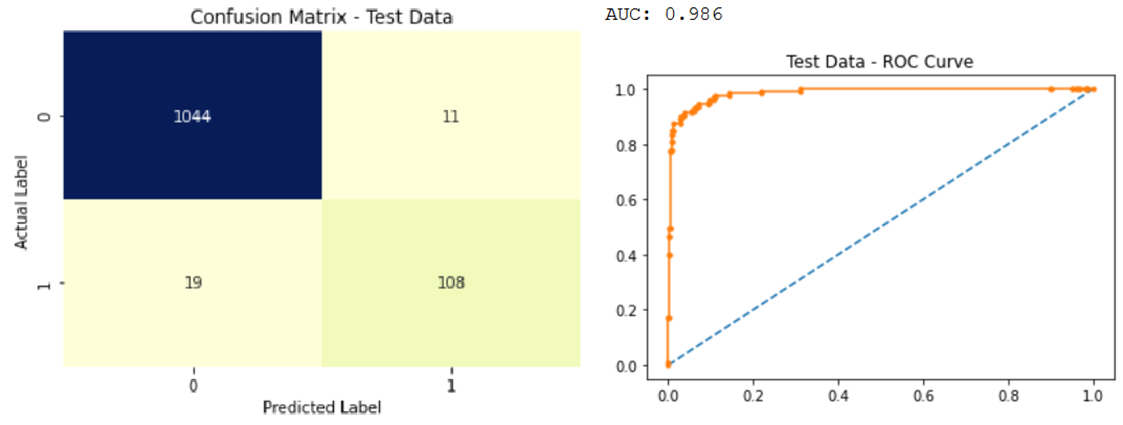 Confusion Matrix - Test Data
0
1044
11
Actual Label
1
19
108
0
1
Predicted Label
AUC: 0.986
Test Data - ROC Curve
1.0
0.8
0.6
0.4
0.2
0.0
0.0 0.2 0.4 0.6 0.8 1.0